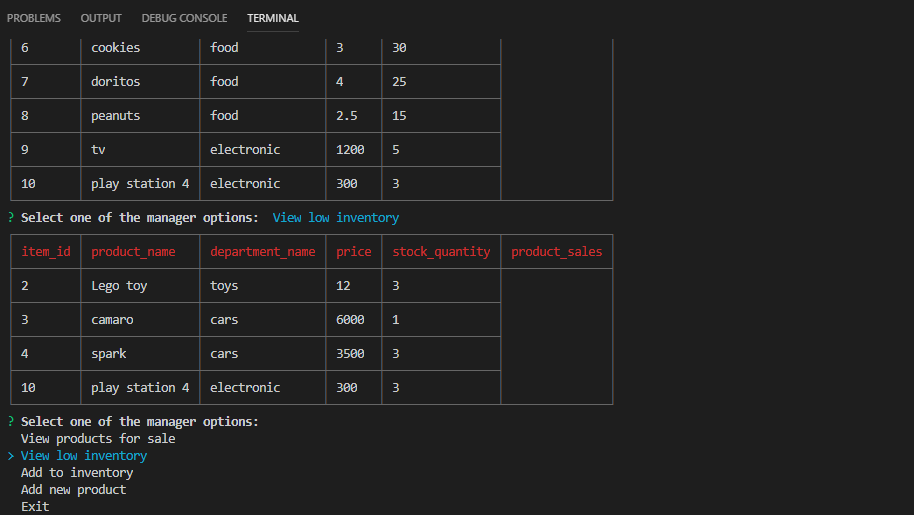 PROBLEMS OUTPUT DEBUG CONSOLE TERMINAL
6 cookies food 3 30
7 doritos food 4 25
8 peanuts food 2.5 15
9 tv electronic 1200 5
10 play station 4 electronic 300 3
? Select one of the manager options: View low inventory
item_id product_name department_name price stock_quantity product_sales
2 Lego toy toys 12 3
3 camaro cars 6000 1
4 spark cars 3500 3
10 play station 4 electronic 300 3
? Select one of the manager options:
View products for sale
> View low inventory
Add to inventory
Add new product
Exit